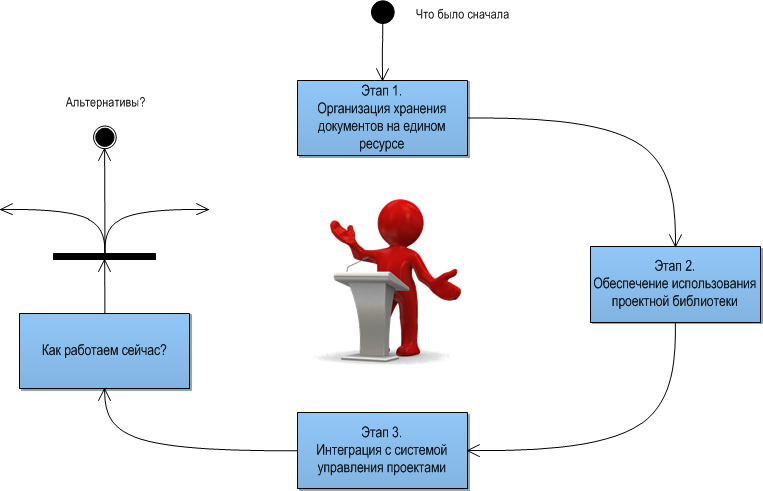 Что было сначала
Этап 1.
Организация хранения
документов на едином
ресурсе
Альтернативы?
Этап 2.
Обеспечение использования
проектной библиотеки
Как работаем сейчас?
Этап 3.
Интеграция с системой
управления проектами